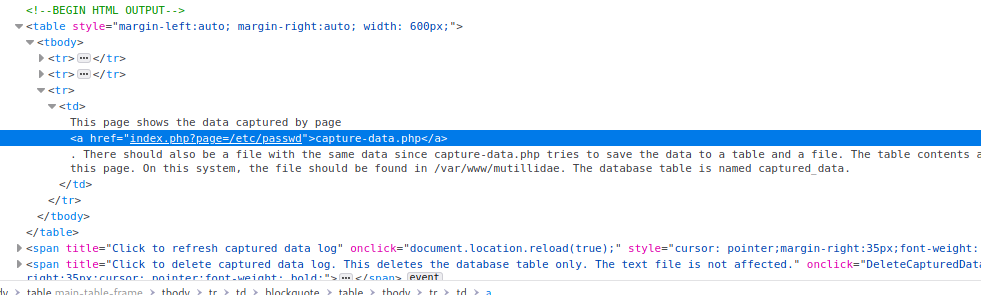 <!--BEGIN HTML OUTPUT-->
<table style="margin-left:auto; margin-right:auto; width: 600px;">
<tbody>
<tr>⋯</tr>
<tr>⋯</tr>
<tr>
<td>
This page shows the data captured by page
<a href="index.php?page=/etc/passwd">capture-data.php</a>
. There should also be a file with the same data since capture-data.php tries to save the data to a table and a file. The table contents a
this page. On this system, the file should be found in /var/www/mutillidae. The database table is named captured_data.
</td>
</tr>
</tbody>
</table>
<span title="Click to refresh captured data log" onclick="document.location.reload(true);" style="cursor: pointer;margin-right:35px;font-weight:
<span title="Click to delete captured data log. This deletes the database table only. The text file is not affected." onclick="DeleteCapturedData
right:35px;cursor: pointer;font-weight: bold;">⋯</span> event
dy > table.main-table-frame > tbody > tr > td > blockquote > table > tbody > tr > td > a